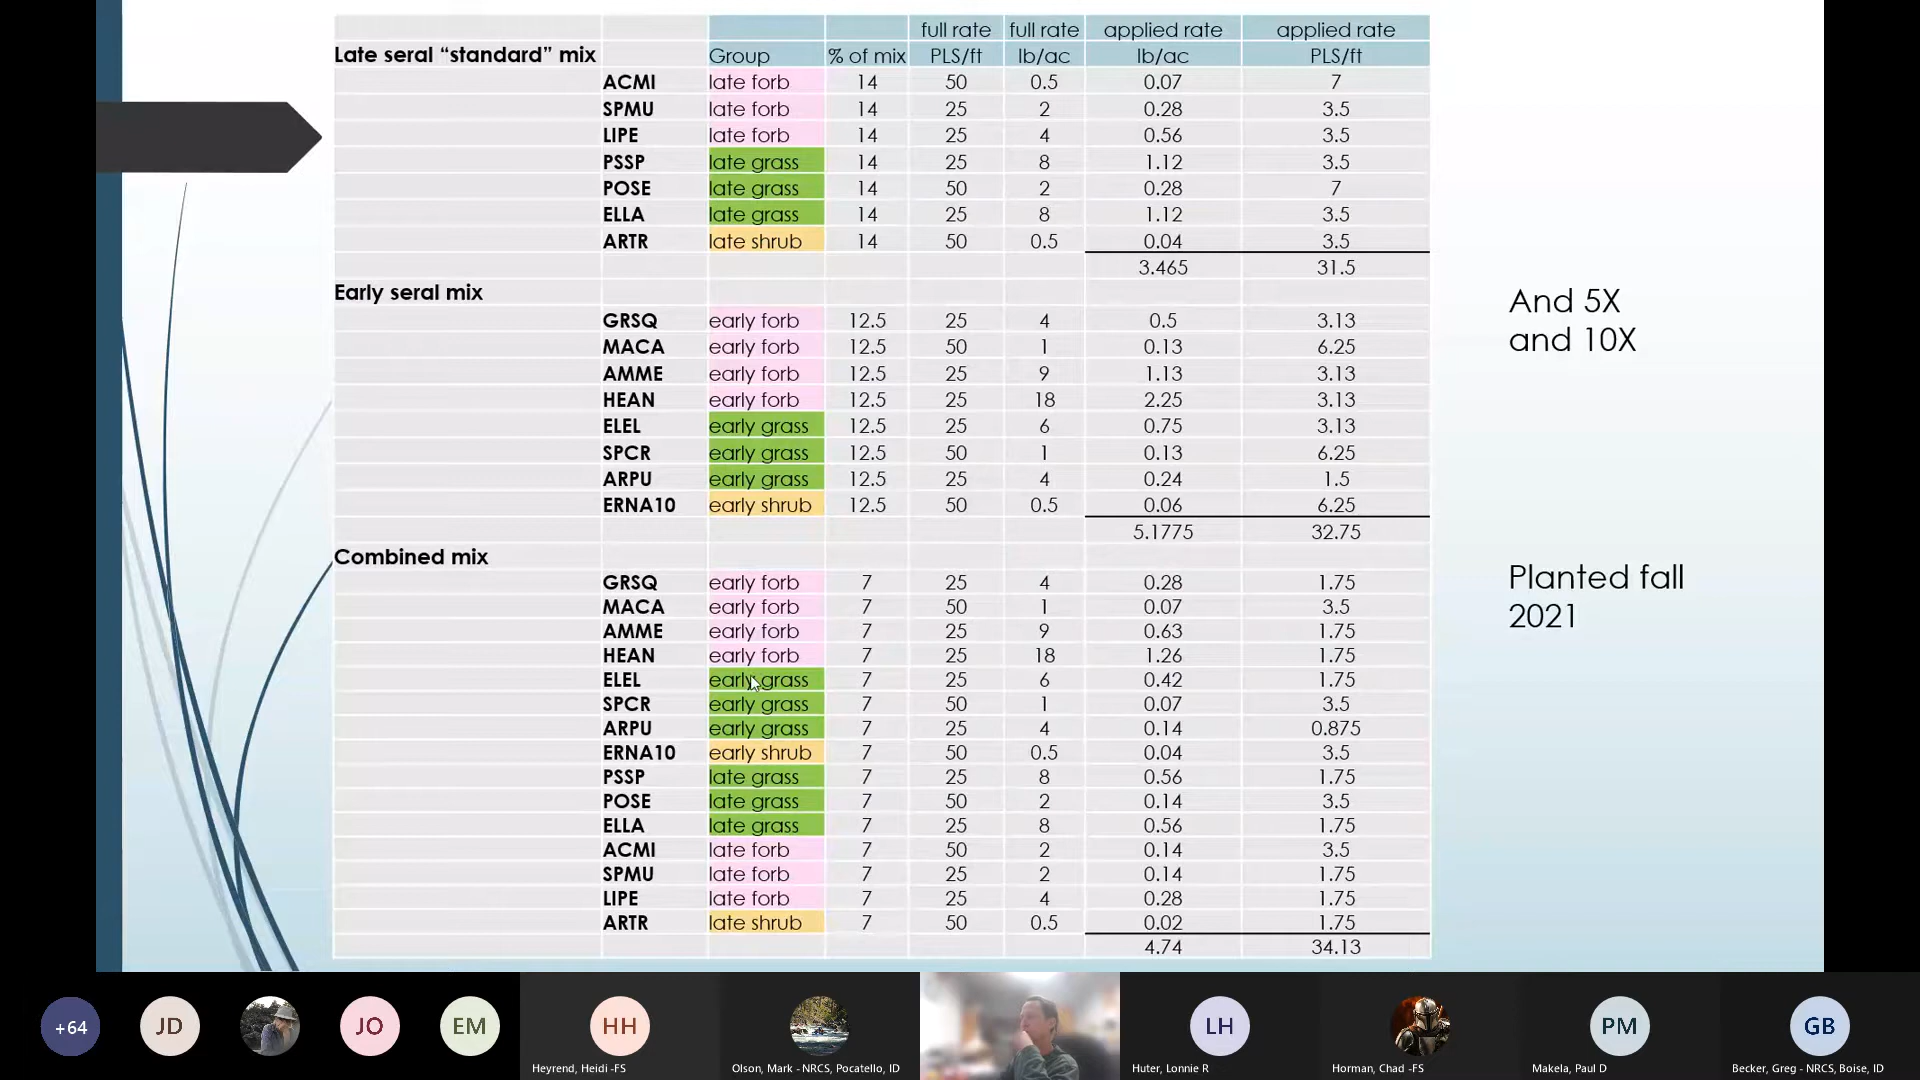 full rate full rate applied rate applied rate
Late seral “standard” mix Group % of mix PLS/ft lb/ac lb/ac PLS/ft
ACMI late forb 14 50 0.5 0.07 7
SPMU late forb 14 25 2 0.28 3.5
LIPE late forb 14 25 4 0.56 3.5
PSSP late grass 14 25 8 1.12 3.5
POSE late grass 14 50 2 0.28 7
ELLA late grass 14 25 8 1.12 3.5
ARTR late shrub 14 50 0.5 0.04 3.5
3.465 31.5
Early seral mix
GRSQ early forb 12.5 25 4 0.5 3.13
MACA early forb 12.5 50 1 0.13 6.25
AMME early forb 12.5 25 9 1.13 3.13
HEAN early forb 12.5 25 18 2.25 3.13
ELEL early grass 12.5 25 6 0.75 3.13
SPCR early grass 12.5 50 1 0.13 6.25
ARPU early grass 12.5 25 4 0.24 1.5
ERNA10 early shrub 12.5 50 0.5 0.06 6.25
5.1775 32.75
Combined mix
GRSQ early forb 7 25 4 0.28 1.75
MACA early forb 7 50 1 0.07 3.5
AMME early forb 7 25 9 0.63 1.75
HEAN early forb 7 25 18 1.26 1.75
ELEL early grass 7 25 6 0.42 1.75
SPCR early grass 7 50 1 0.07 3.5
ARPU early grass 7 25 4 0.14 0.875
ERNA10 early shrub 7 50 0.5 0.04 3.5
PSSP late grass 7 25 8 0.56 1.75
POSE late grass 7 50 2 0.14 3.5
ELLA late grass 7 25 8 0.56 1.75
ACMI late forb 7 50 2 0.14 3.5
SPMU late forb 7 25 2 0.14 1.75
LIPE late forb 7 25 4 0.28 1.75
ARTR late shrub 7 50 0.5 0.02 1.75
4.74 34.13
And 5X
and 10X
Planted fall
2021
+64 JD JO EM HH LH PM GB
Heyrend, Heidi -FS Olson, Mark - NRCS, Pocatello, ID Huter, Lonnie R Horman, Chad -FS Makela, Paul D Becker, Greg - NRCS, Boise, ID